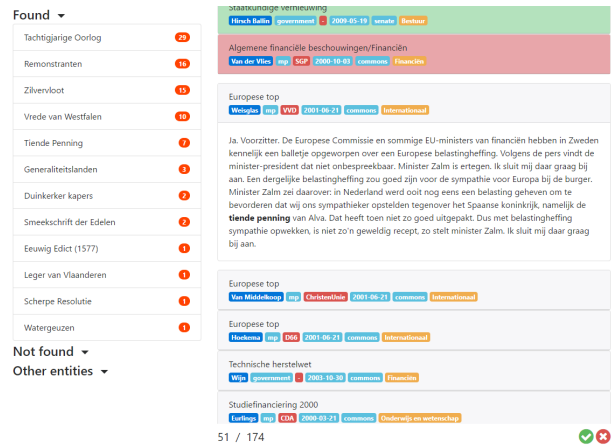 Found
Tachtigjarige Oorlog 29
Remonstranten 16
Zilvervloot 15
Vrede van Westfalen 10
Tiende Penning 7
Generaliteitslanden 3
Duinkerker kapers 2
Smeekschrift der Edelen 2
Eeuwig Edict (1577) 1
Leger van Vlaanderen 1
Scherpe Resolutie 1
Watergeuzen 1
Not found
Other entities
Staatkundige vernieuwing
Hirsch Ballin government - 2009-05-19 senate Bestuur
Algemene financiële beschouwingen/Financiën
Van der Vlies mp SGP 2000-10-03 commons Financiën
Europese top
Weisglas mp VVD 2001-06-21 commons Internationaal
Ja. Voorzitter. De Europese Commissie en sommige EU-ministers van financiën hebben in Zweden
kennelijk een balletje opgeworpen over een Europese belastingheffing. Volgens de pers vindt de
minister-president dat niet onbespreekbaar. Minister Zalm is ertegen. Ik sluit mij daar graag bij
aan. Een dergelijke belastingheffing zou goed zijn voor de sympathie voor Europa bij de burger.
Minister Zalm zei daarover: in Nederland werd ooit nog eens een belasting geheven om te
bevorderen dat wij ons sympathieker opstelden tegenover het Spaanse koninkrijk, namelijk de
tiende penning van Alva. Dat heeft toen niet zo goed uitgepakt. Dus met belastingheffing
sympathie opwekken, is niet zo'n geweldig recept, zo stelt minister Zalm. Ik sluit mij daar graag
bij aan.
Europese top
Van Middelkoop mp ChristenUnie 2001-06-21 commons Internationaal
Europese top
Hoekema mp D66 2001-06-21 commons Internationaal
Technische herstelwet
Wijn government - 2003-10-30 commons Financiën
Studiefinanciering 2000
Eurlings mp CDA 2000-03-21 commons Onderwijs en wetenschap
51 / 174